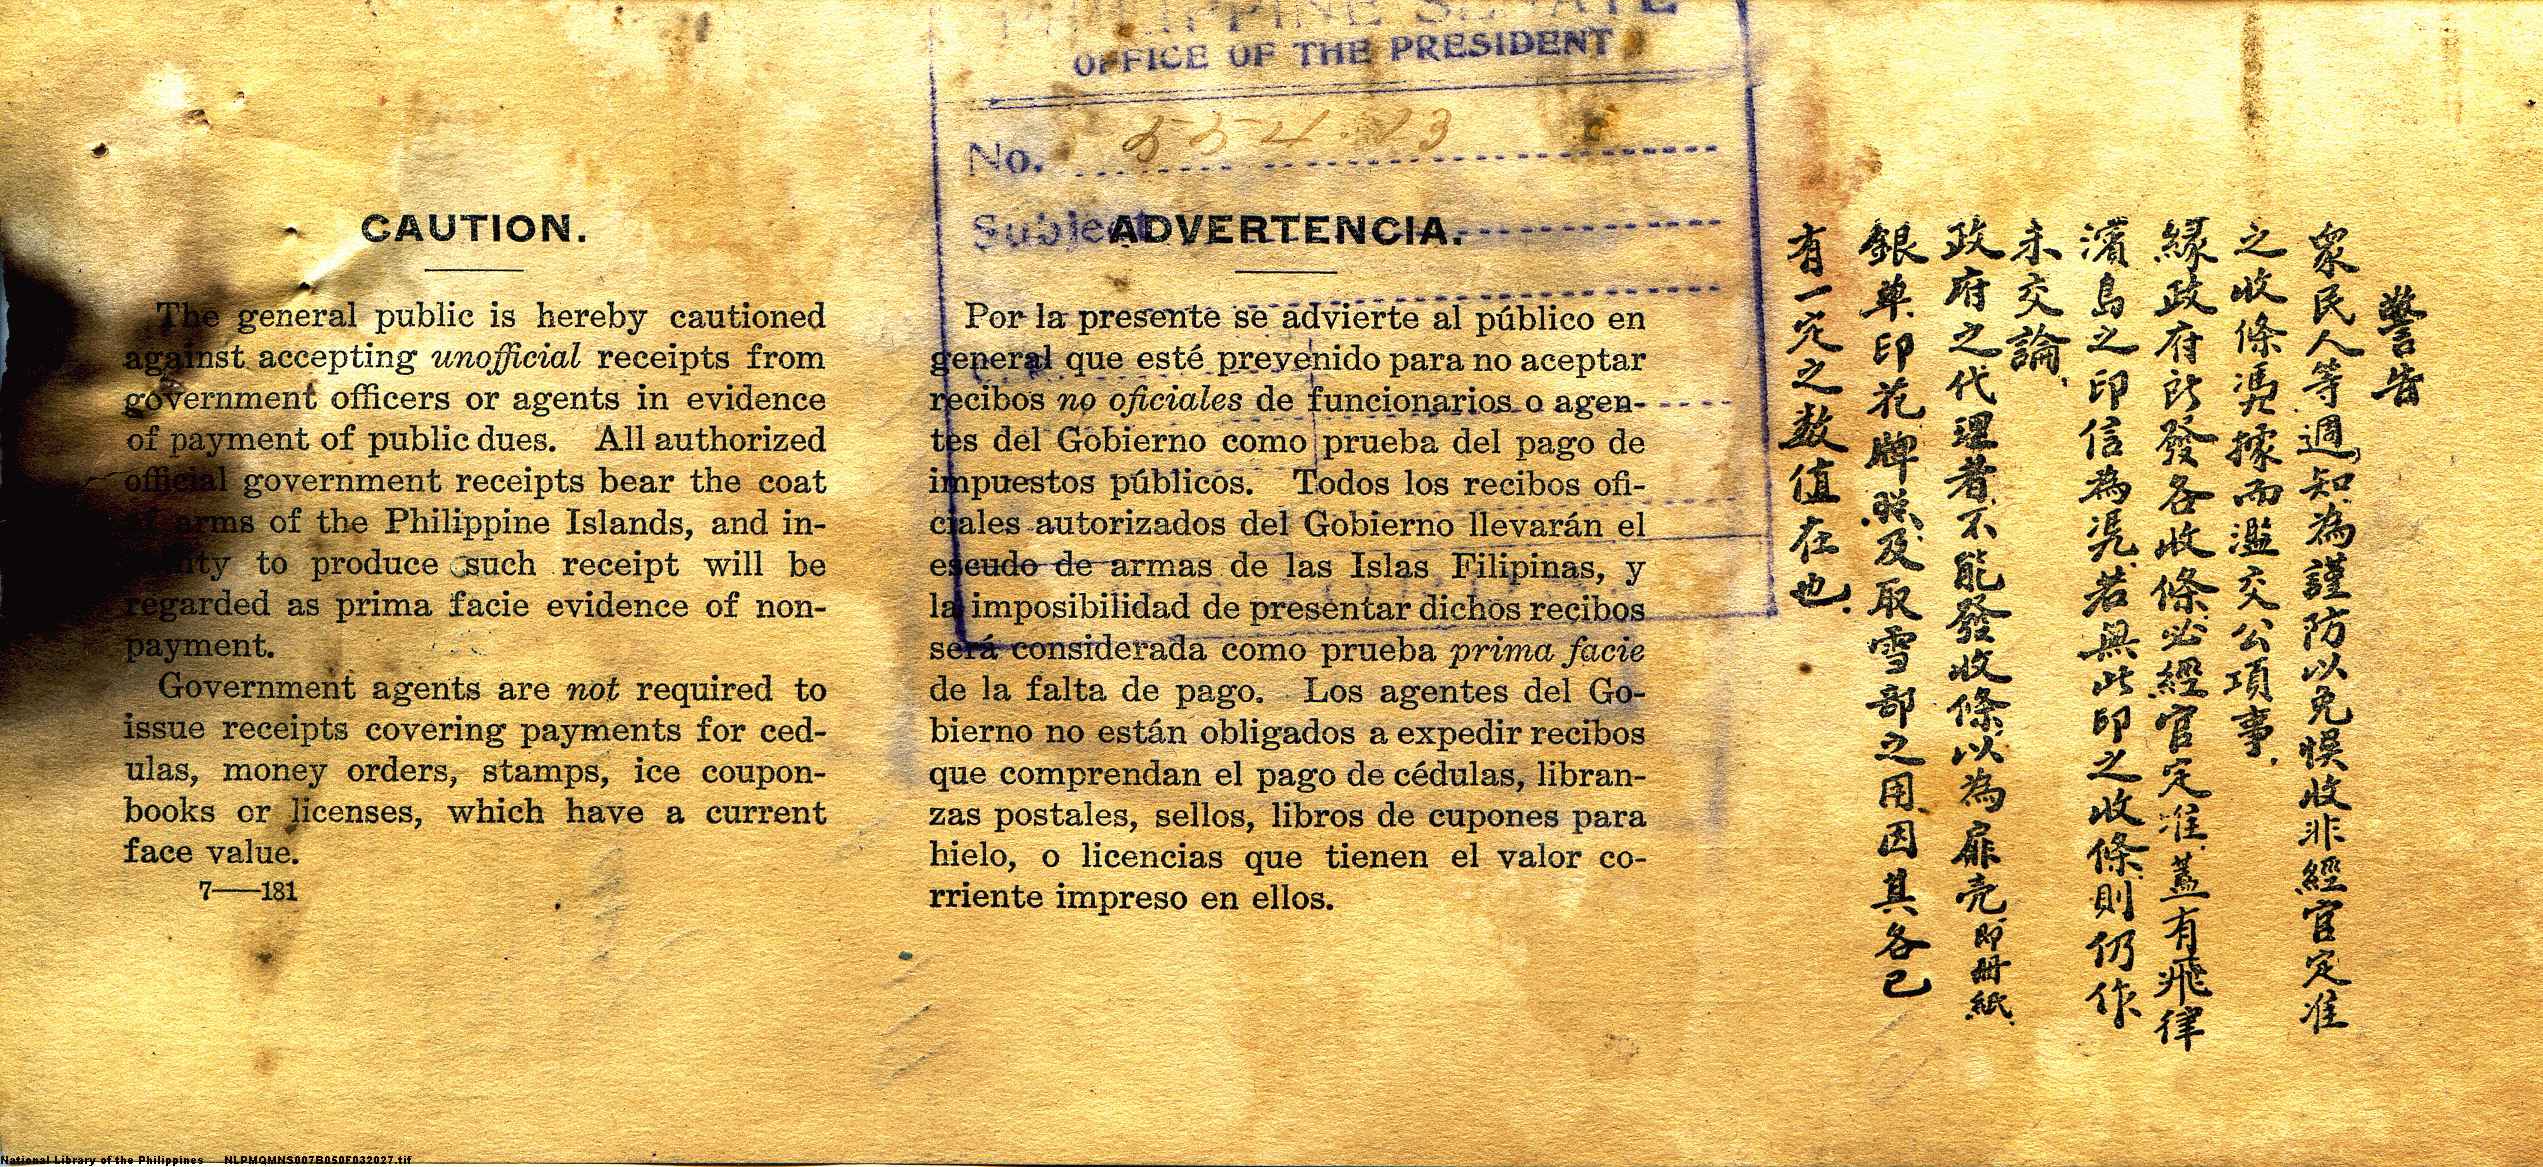 PHILIPPINE SENATE
OFFICE OF THE PRESIDENT
No.
Subject
CAUTION.
The general public is hereby cautioned
against accepting unofficial receipts from
government officers or agents in evidence
of payment of public dues. All authorized
official government receipts bear the coat
arms of the Philippine Islands, and in-
to produce such receipt will be
regarded as prima facie evidence of non-
payment.
Government agents are not required to
issue receipts covering payments for ced-
ulas, money orders, stamps, ice coupon-
books or licenses, which have a current
face value.
7—181
ADVERTENCIA.
Por la presente se advierte al público en
general que esté prevenido para no aceptar
recibos no oficiales de funcionarios o agen-
tes del Gobierno como prueba del pago de
impuestos públicos. Todos los recibos ofi-
ciales autorizados del Gobierno llevarán el
escudo de armas de las Islas Filipinas, y
la imposibilidad de presentar dichos recibos
será considerada como prueba prima facie
de la falta de pago. Los agentes del Go-
bierno no están obligados a expedir recibos
que comprendan el pago de cédulas, libran-
zas postales, sellos, libros de cupones para
hielo, o licencias que tienen el valor co-
rriente impreso en ellos.
警告
眾民人等週知為謹防以免悞收非經官定准
之收條憑據而濫交公項事.
緣政府所發各收條必經官定准蓋有飛律
濱島之印信為凭若無此印之收條則仍作
未交論.
政府之代理者不能發收條以為扉壳即冊紙.
銀單印花牌照及取雪部之用因其各已
有一定之数值在也.
National Library of the Philippines NLPMQMNS007B050F032027.tif